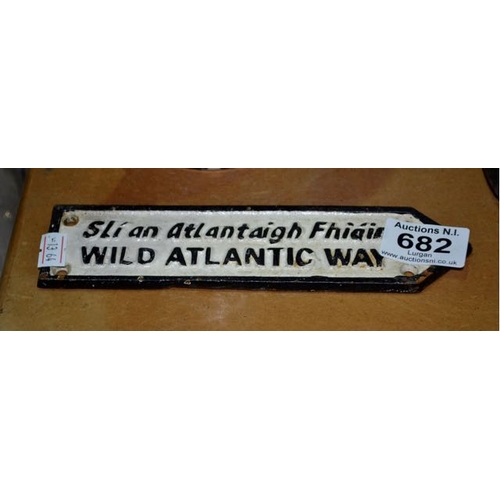 Slí an Atlantaigh Fhiáin
WILD ATLANTIC WAY
Auctions N.I.
682
Lurgan
www.auctionsni.co.uk